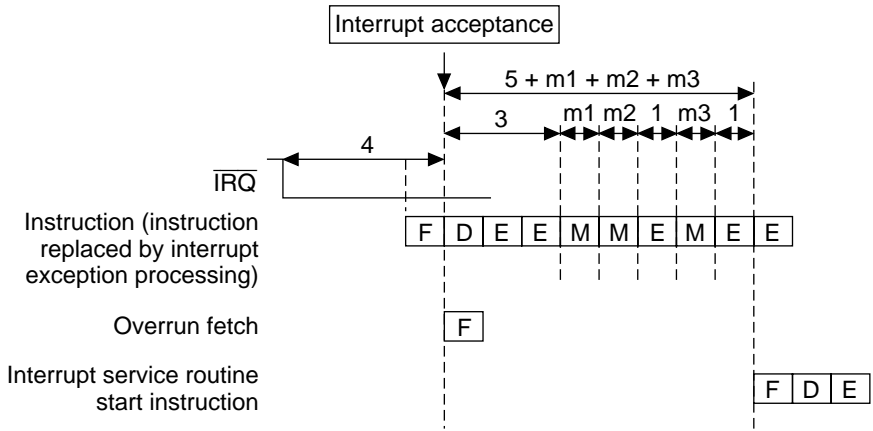 Interrupt acceptance
5 + m1 + m2 + m3
3 m1 m2 1 m3 1
4
IRQ
Instruction (instruction
replaced by interrupt
exception processing)
F D E E M M E M E E
Overrun fetch
F
Interrupt service routine
start instruction
F D E